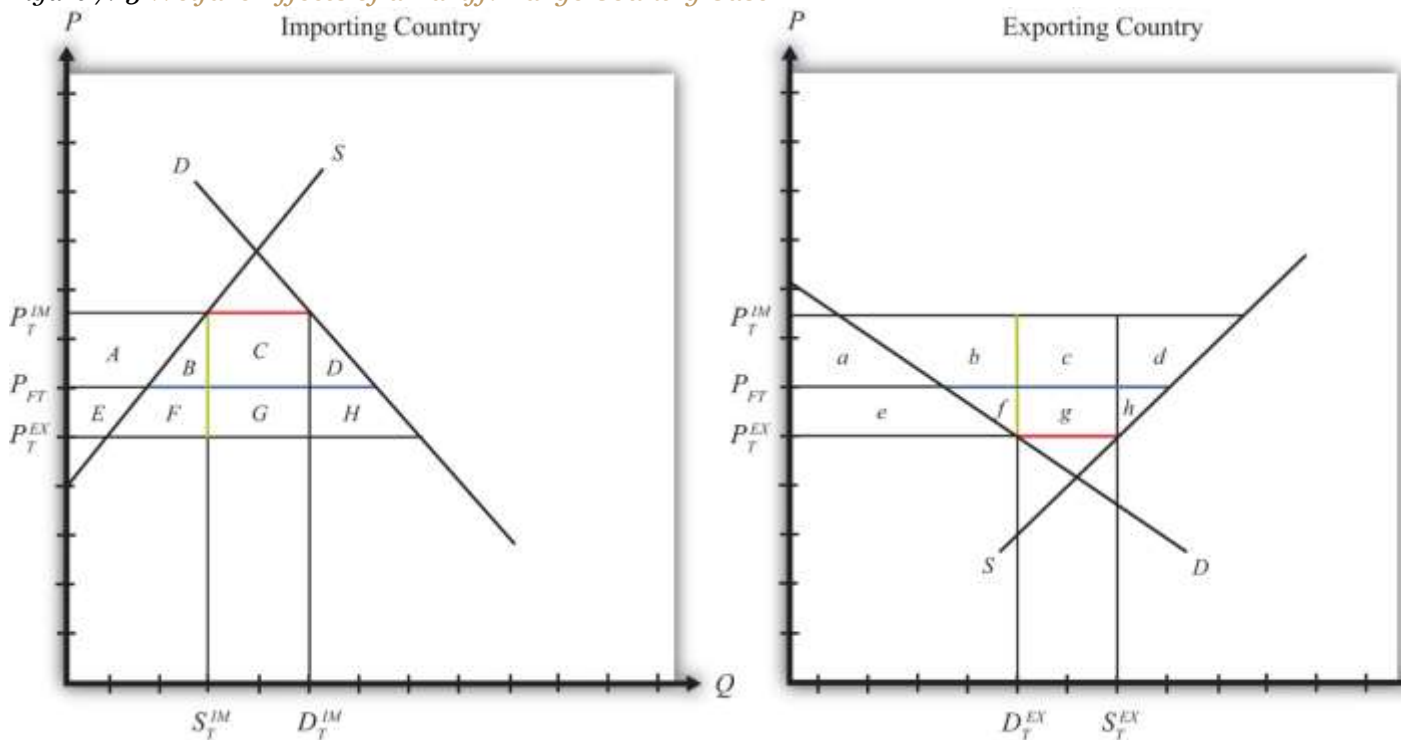 Importing Country
P
D
S
P_T^IM
P_FT
P_T^EX
A
B
C
D
E
F
G
H
S_T^IM
D_T^IM
Q
Exporting Country
P
P_T^IM
P_FT
P_T^EX
a
b
c
d
e
f
g
h
S
D
D_T^EX
S_T^EX